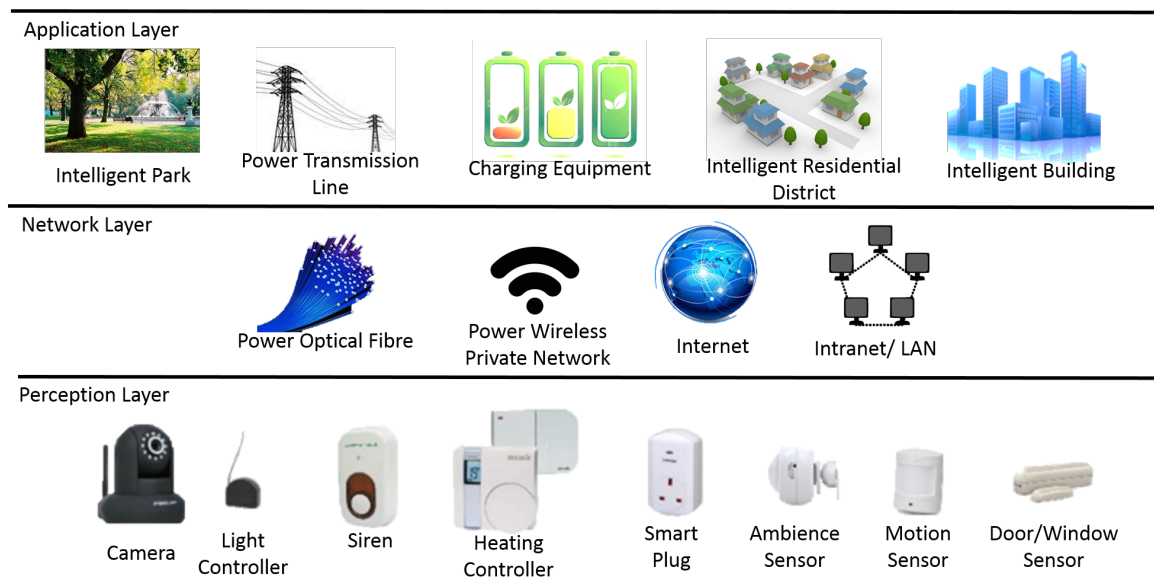 Application Layer
Intelligent Park
Power Transmission
Line
Charging Equipment
Intelligent Residential
District
Intelligent Building
Network Layer
Power Optical Fibre
Power Wireless
Private Network
Internet
Intranet/ LAN
Perception Layer
Camera
Light
Controller
Siren
Heating
Controller
Smart
Plug
Ambience
Sensor
Motion
Sensor
Door/Window
Sensor